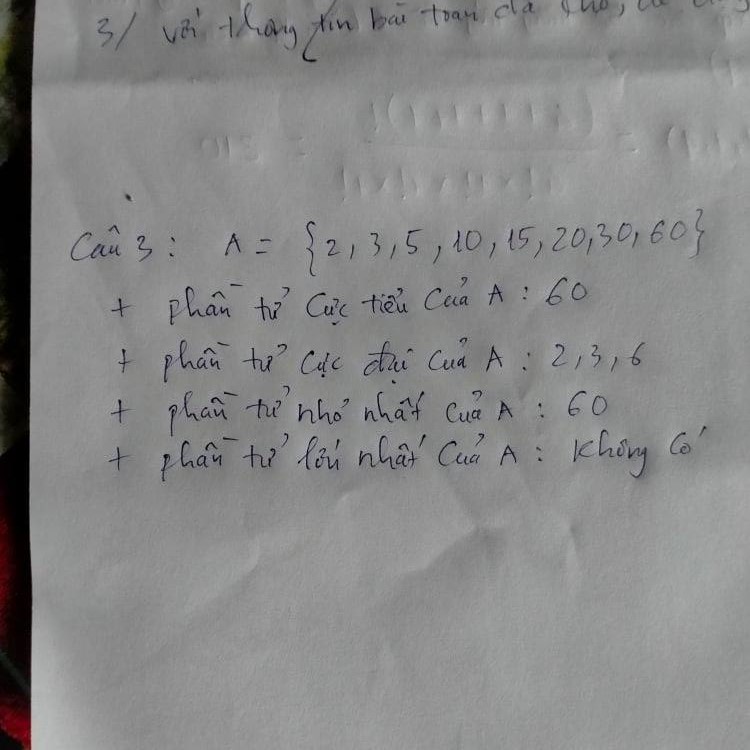 3/ với thông tin bài toán đã cho,
Câu 3 : A = {2, 3, 5, 10, 15, 20, 30, 60}
+ phần tử cực tiểu của A : 60
+ phần tử cực đại của A : 2, 3, 6
+ phần tử nhỏ nhất của A : 60
+ phần tử lớn nhất của A : Không có